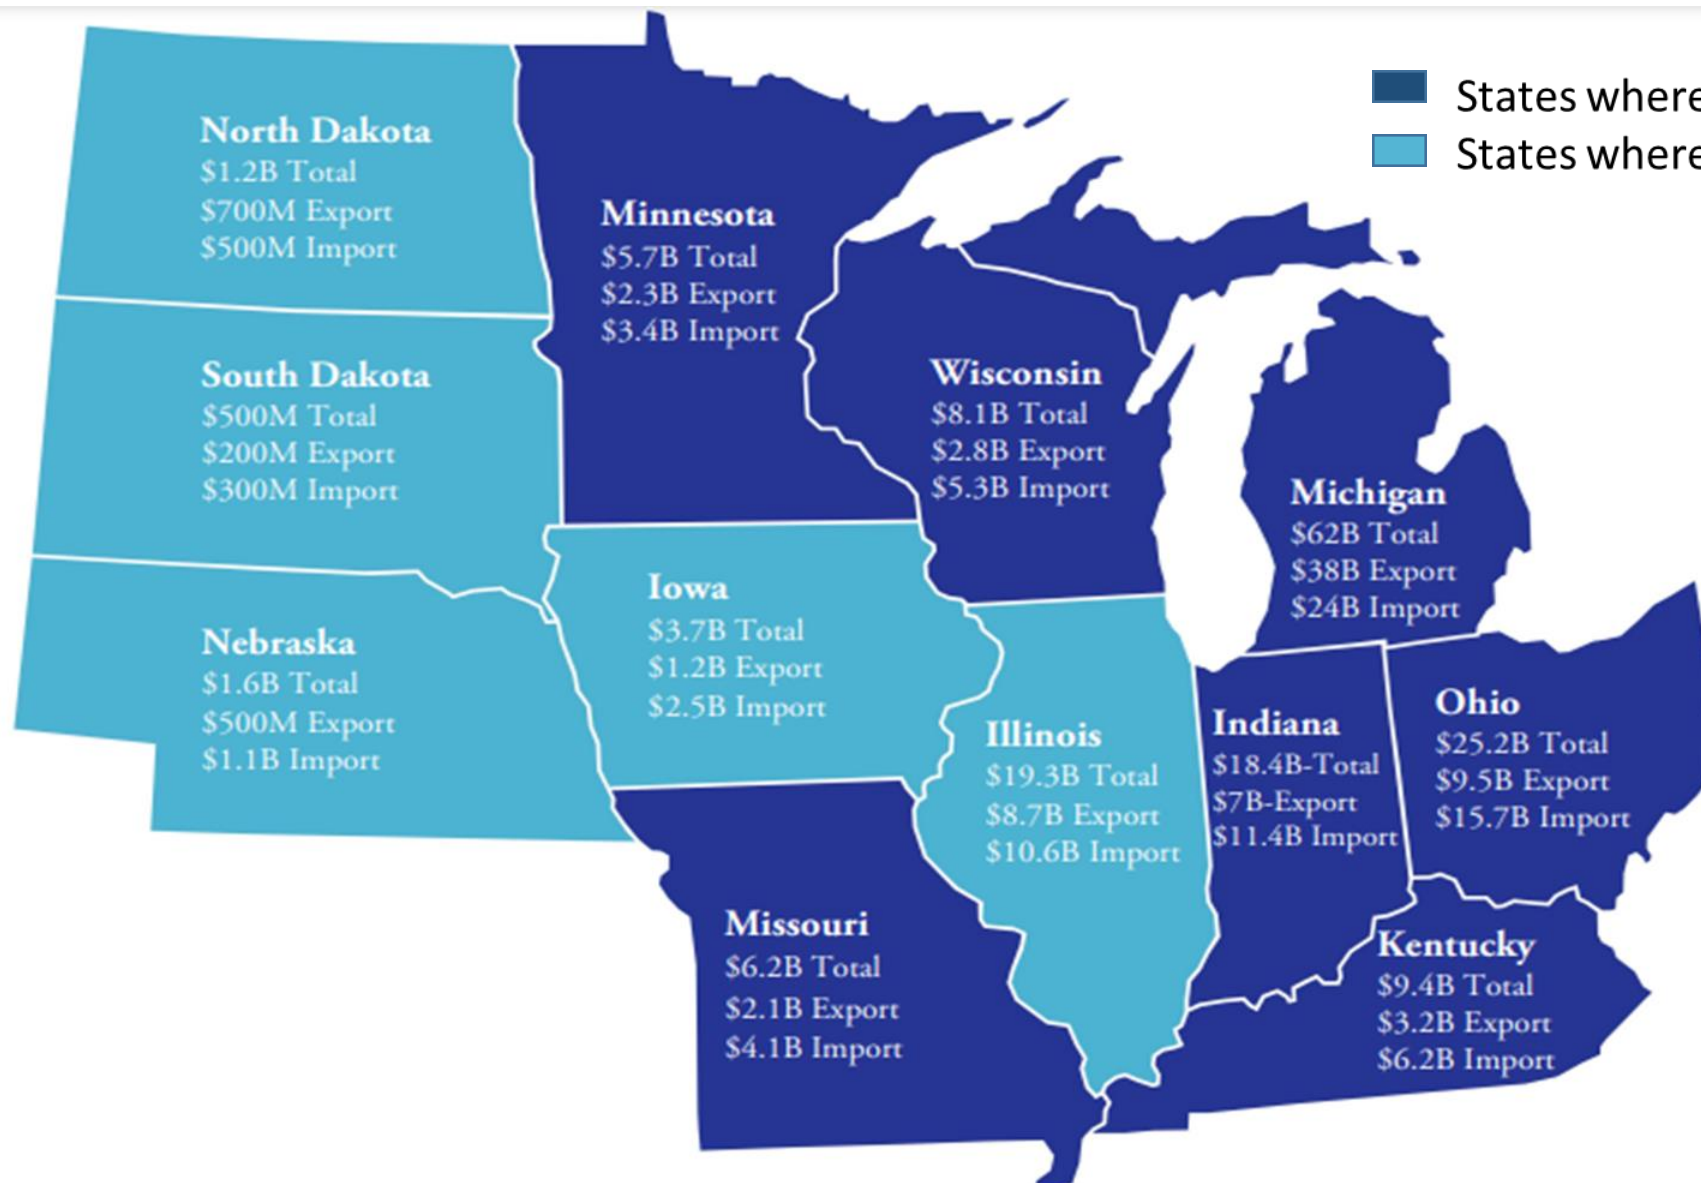 States where
States where
North Dakota
$1.2B Total
$700M Export
$500M Import
Minnesota
$5.7B Total
$2.3B Export
$3.4B Import
South Dakota
$500M Total
$200M Export
$300M Import
Wisconsin
$8.1B Total
$2.8B Export
$5.3B Import
Michigan
$62B Total
$38B Export
$24B Import
Nebraska
$1.6B Total
$500M Export
$1.1B Import
Iowa
$3.7B Total
$1.2B Export
$2.5B Import
Illinois
$19.3B Total
$8.7B Export
$10.6B Import
Indiana
$18.4B-Total
$7B-Export
$11.4B Import
Ohio
$25.2B Total
$9.5B Export
$15.7B Import
Missouri
$6.2B Total
$2.1B Export
$4.1B Import
Kentucky
$9.4B Total
$3.2B Export
$6.2B Import